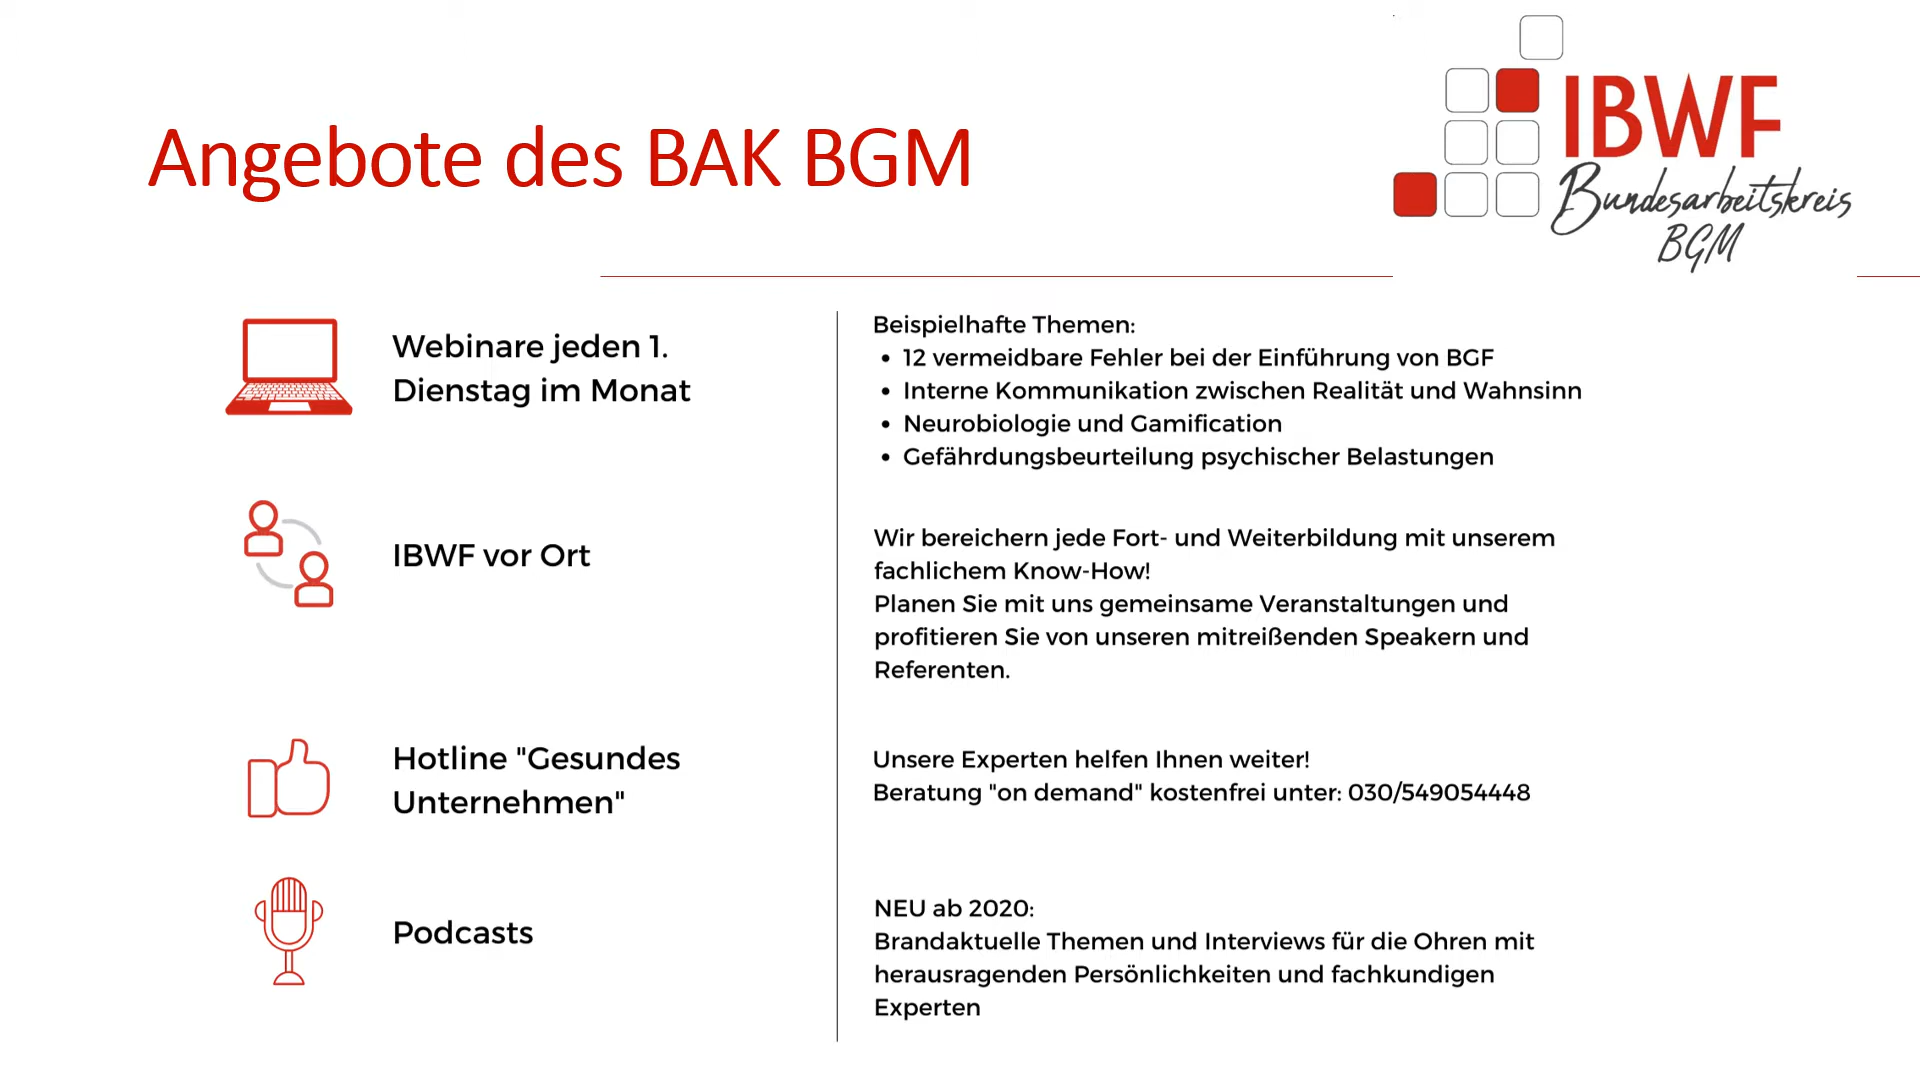 Angebote des BAK BGM
IBWF
Bundesarbeitskreis
BGM
Webinare jeden 1.
Dienstag im Monat
Beispielhafte Themen:
• 12 vermeidbare Fehler bei der Einführung von BGF
• Interne Kommunikation zwischen Realität und Wahnsinn
• Neurobiologie und Gamification
• Gefährdungsbeurteilung psychischer Belastungen
IBWF vor Ort
Wir bereichern jede Fort- und Weiterbildung mit unserem
fachlichem Know-How!
Planen Sie mit uns gemeinsame Veranstaltungen und
profitieren Sie von unseren mitreißenden Speakern und
Referenten.
Hotline "Gesundes
Unternehmen"
Unsere Experten helfen Ihnen weiter!
Beratung "on demand" kostenfrei unter: 030/549054448
Podcasts
NEU ab 2020:
Brandaktuelle Themen und Interviews für die Ohren mit
herausragenden Persönlichkeiten und fachkundigen
Experten